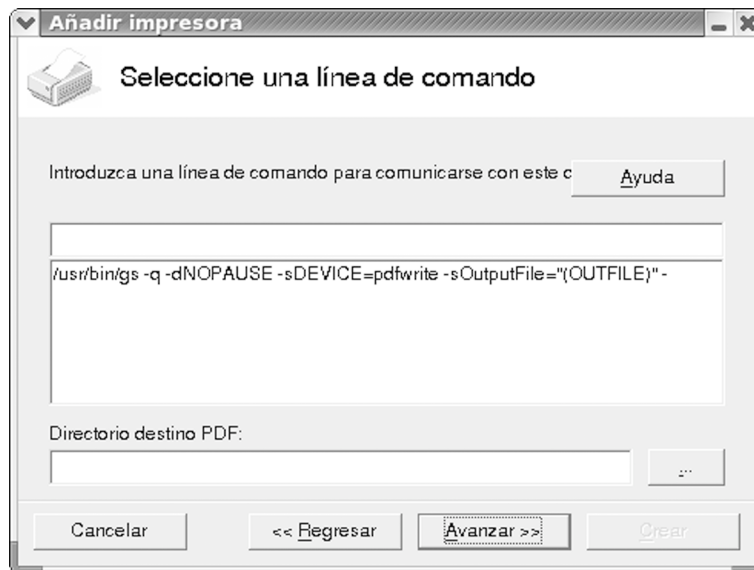 Añadir impresora
Seleccione una línea de comando
Introduzca una línea de comando para comunicarse con este
Ayuda
/usr/bin/gs -q -dNOPAUSE -sDEVICE=pdfwrite -sOutputFile="(OUTFILE)" -
Directorio destino PDF:
...
Cancelar
<< Regresar
Avanzar >>
Crear